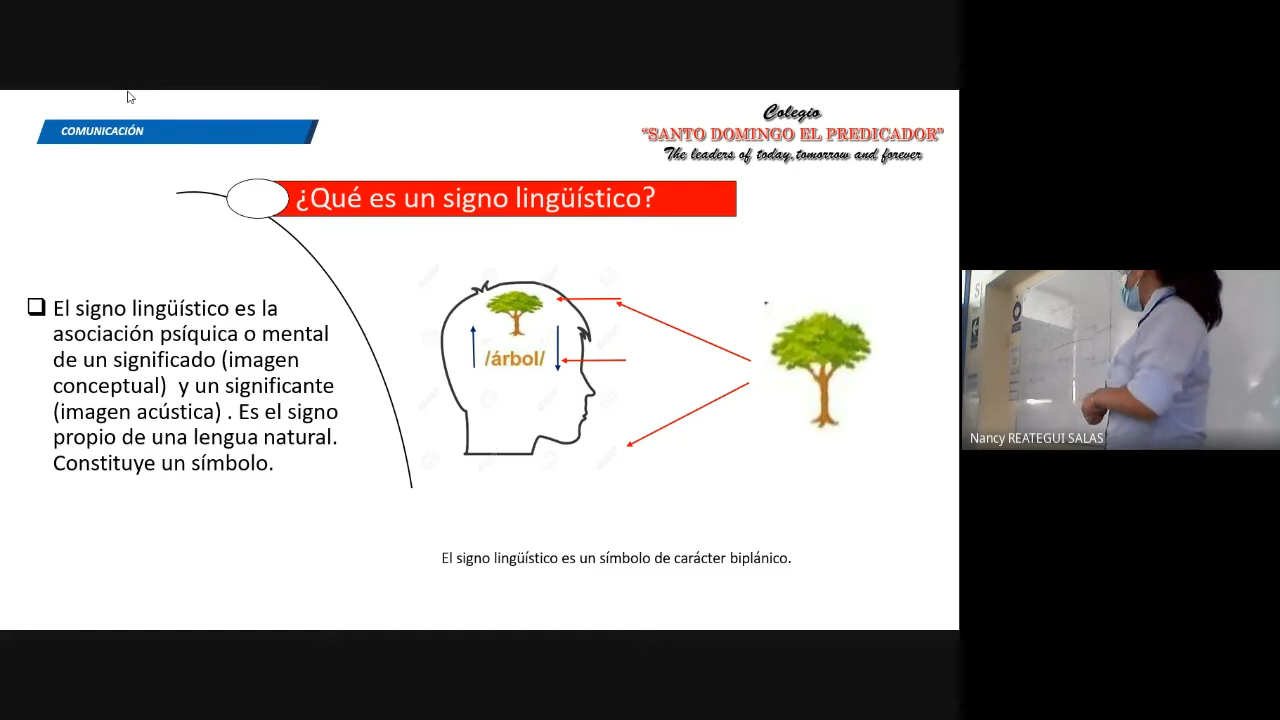 COMUNICACIÓN
Colegio
“SANTO DOMINGO EL PREDICADOR”
The leaders of today, tomorrow and forever
¿Qué es un signo lingüístico?
❑ El signo lingüístico es la
asociación psíquica o mental
de un significado (imagen
conceptual) y un significante
(imagen acústica) . Es el signo
propio de una lengua natural.
Constituye un símbolo.
/árbol/
El signo lingüístico es un símbolo de carácter biplánico.
Nancy REATEGUI SALAS